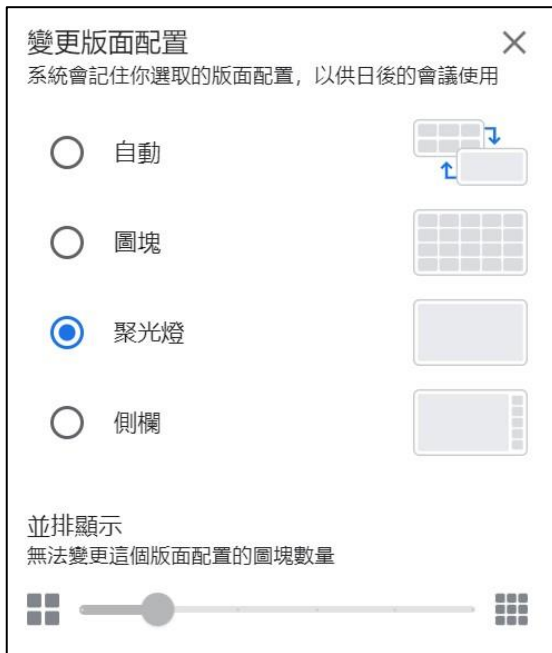 變更版面配置
系統會記住你選取的版面配置，以供日後的會議使用
自動
圖塊
聚光燈
側欄
並排顯示
無法變更這個版面配置的圖塊數量